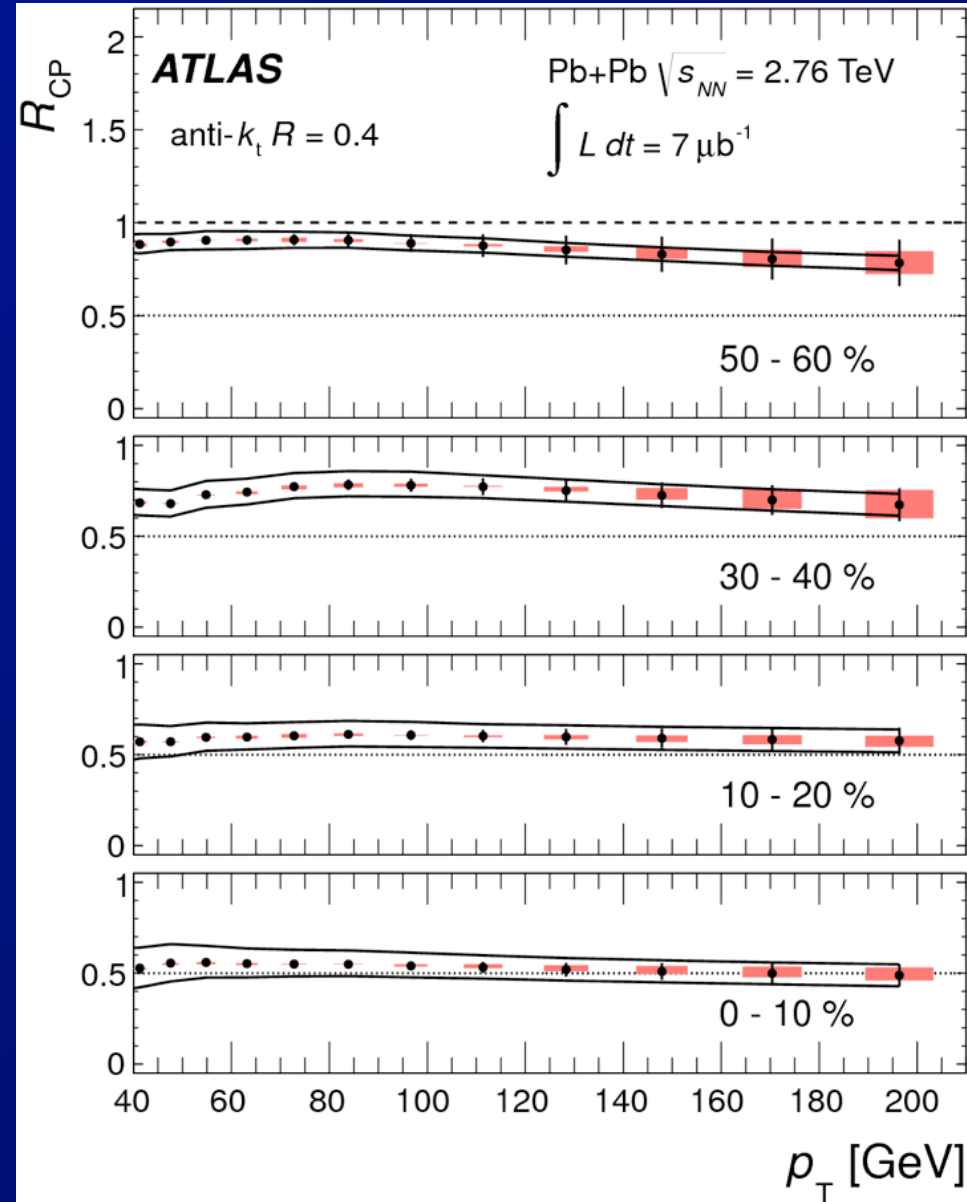 R_CP
ATLAS
Pb+Pb √s_NN = 2.76 TeV
anti-k_t R = 0.4
∫ L dt = 7 μb⁻¹
2
1.5
1
0.5
0
50 - 60 %
1
0.5
0
30 - 40 %
1
0.5
0
10 - 20 %
1
0.5
0
0 - 10 %
40 60 80 100 120 140 160 180 200
p_T [GeV]